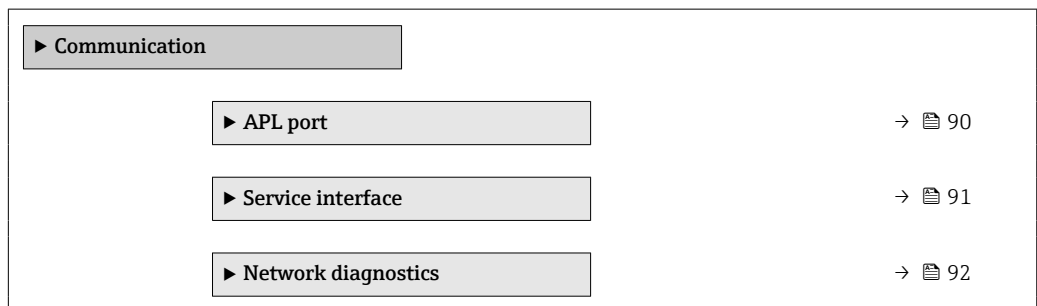 ► Communication
► APL port → 🖺 90
► Service interface → 🖺 91
► Network diagnostics → 🖺 92